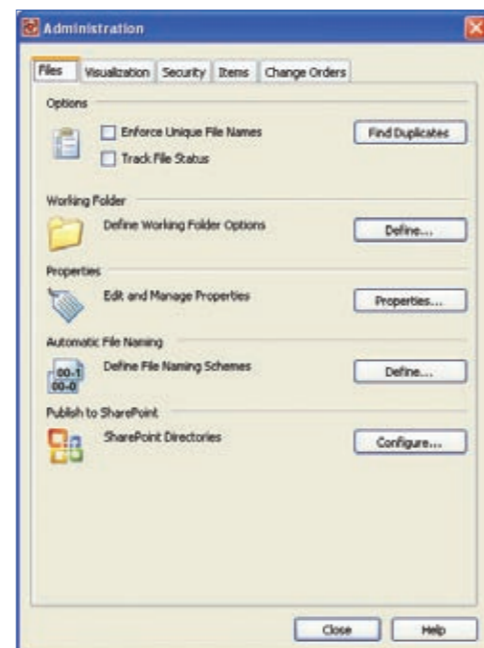 Administration
Files Visualization Security Items Change Orders
Options
Enforce Unique File Names Find Duplicates
Track File Status
Working Folder
Define Working Folder Options Define...
Properties
Edit and Manage Properties Properties...
Automatic File Naming
Define File Naming Schemes Define...
00-1
00-0
Publish to SharePoint
SharePoint Directories Configure...
Close Help